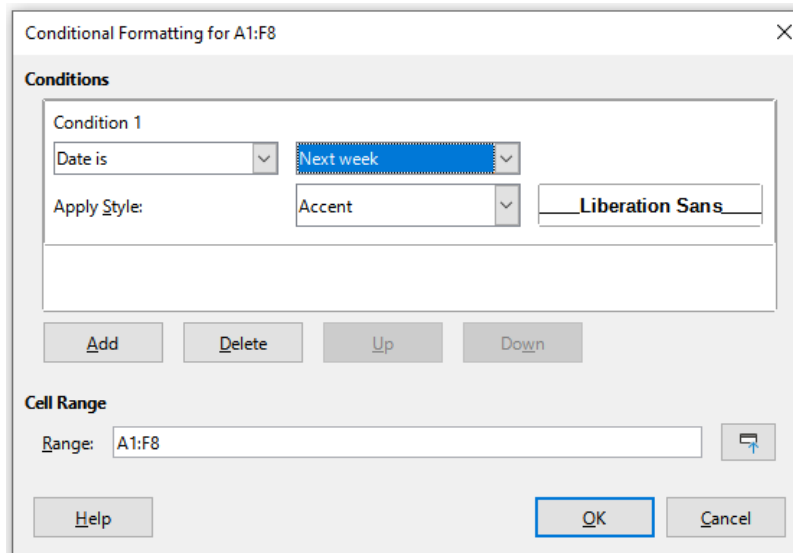 Conditional Formatting for A1:F8
Conditions
Condition 1
Date is Next week
Apply Style: Accent Liberation Sans
Add Delete Up Down
Cell Range
Range: A1:F8
Help OK Cancel